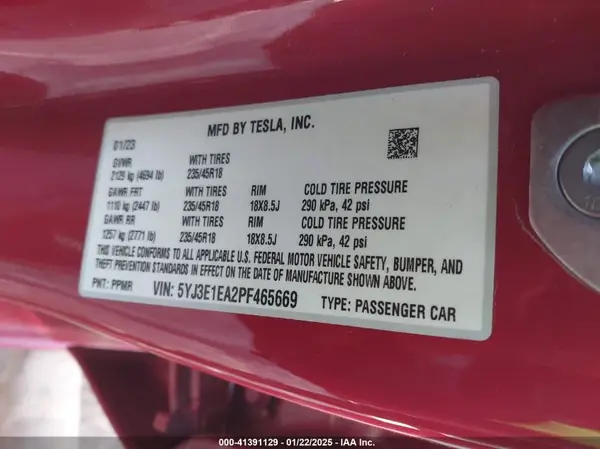 MFD BY TESLA, INC.
01/23
GVWR WITH TIRES
2129 kg (4694 lb) 235/45R18
GAWR FRT WITH TIRES RIM COLD TIRE PRESSURE
1110 kg (2447 lb) 235/45R18 18X8.5J 290 kPa, 42 psi
GAWR RR WITH TIRES RIM COLD TIRE PRESSURE
1257 kg (2771 lb) 235/45R18 18X8.5J 290 kPa, 42 psi
THIS VEHICLE CONFORMS TO ALL APPLICABLE U.S. FEDERAL MOTOR VEHICLE SAFETY, BUMPER, AND
THEFT PREVENTION STANDARDS IN EFFECT ON THE DATE OF MANUFACTURE SHOWN ABOVE.
PNT: PPMR VIN: 5YJ3E1EA2PF465669 TYPE: PASSENGER CAR
000-41391129 - 01/22/2025 - IAA Inc.